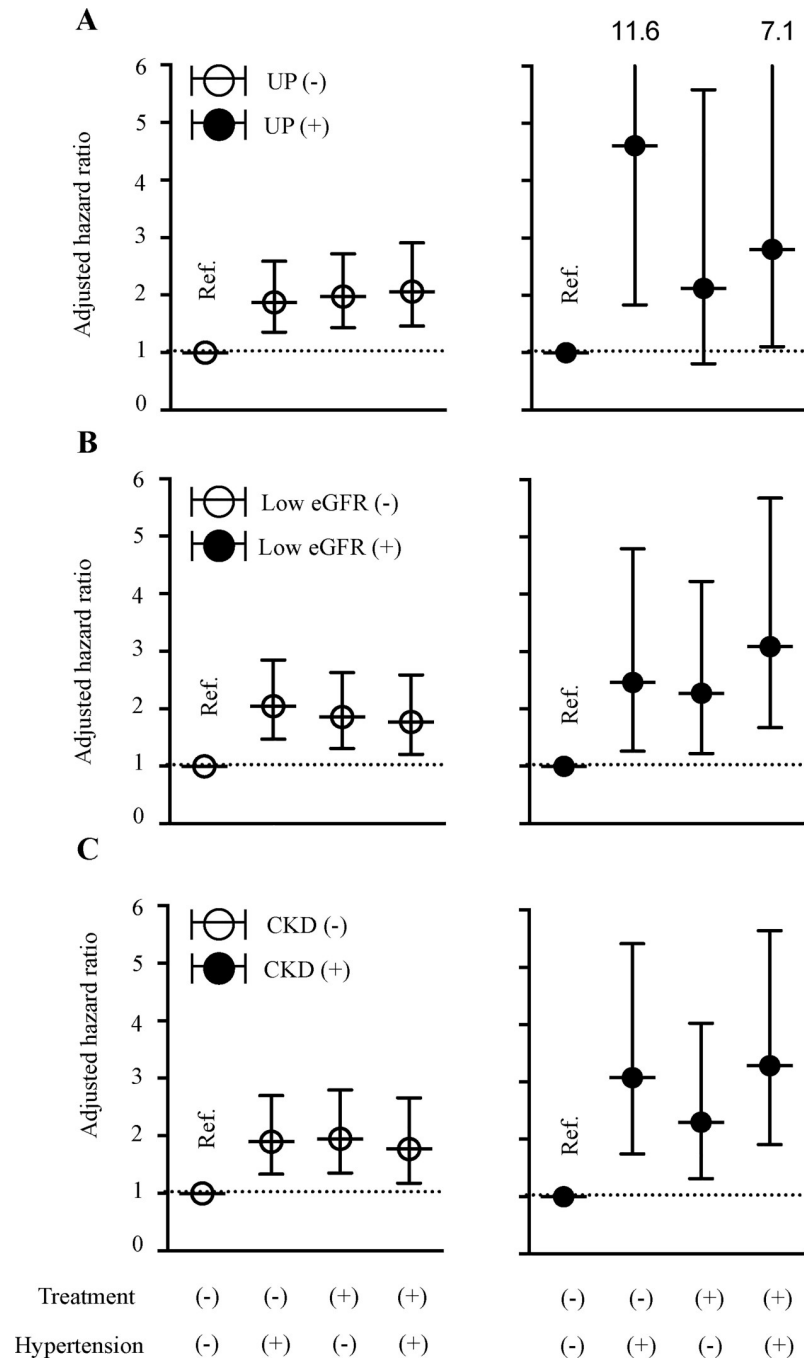 A
11.6
7.1
6
5
4
3
2
1
0
Adjusted hazard ratio
UP (-)
UP (+)
Ref.
Ref.
B
6
5
4
3
2
1
0
Adjusted hazard ratio
Low eGFR (-)
Low eGFR (+)
Ref.
Ref.
C
6
5
4
3
2
1
0
Adjusted hazard ratio
CKD (-)
CKD (+)
Ref.
Ref.
Treatment (-) (-) (+) (+) (-) (-) (+) (+)
Hypertension (-) (+) (-) (+) (-) (+) (-) (+)